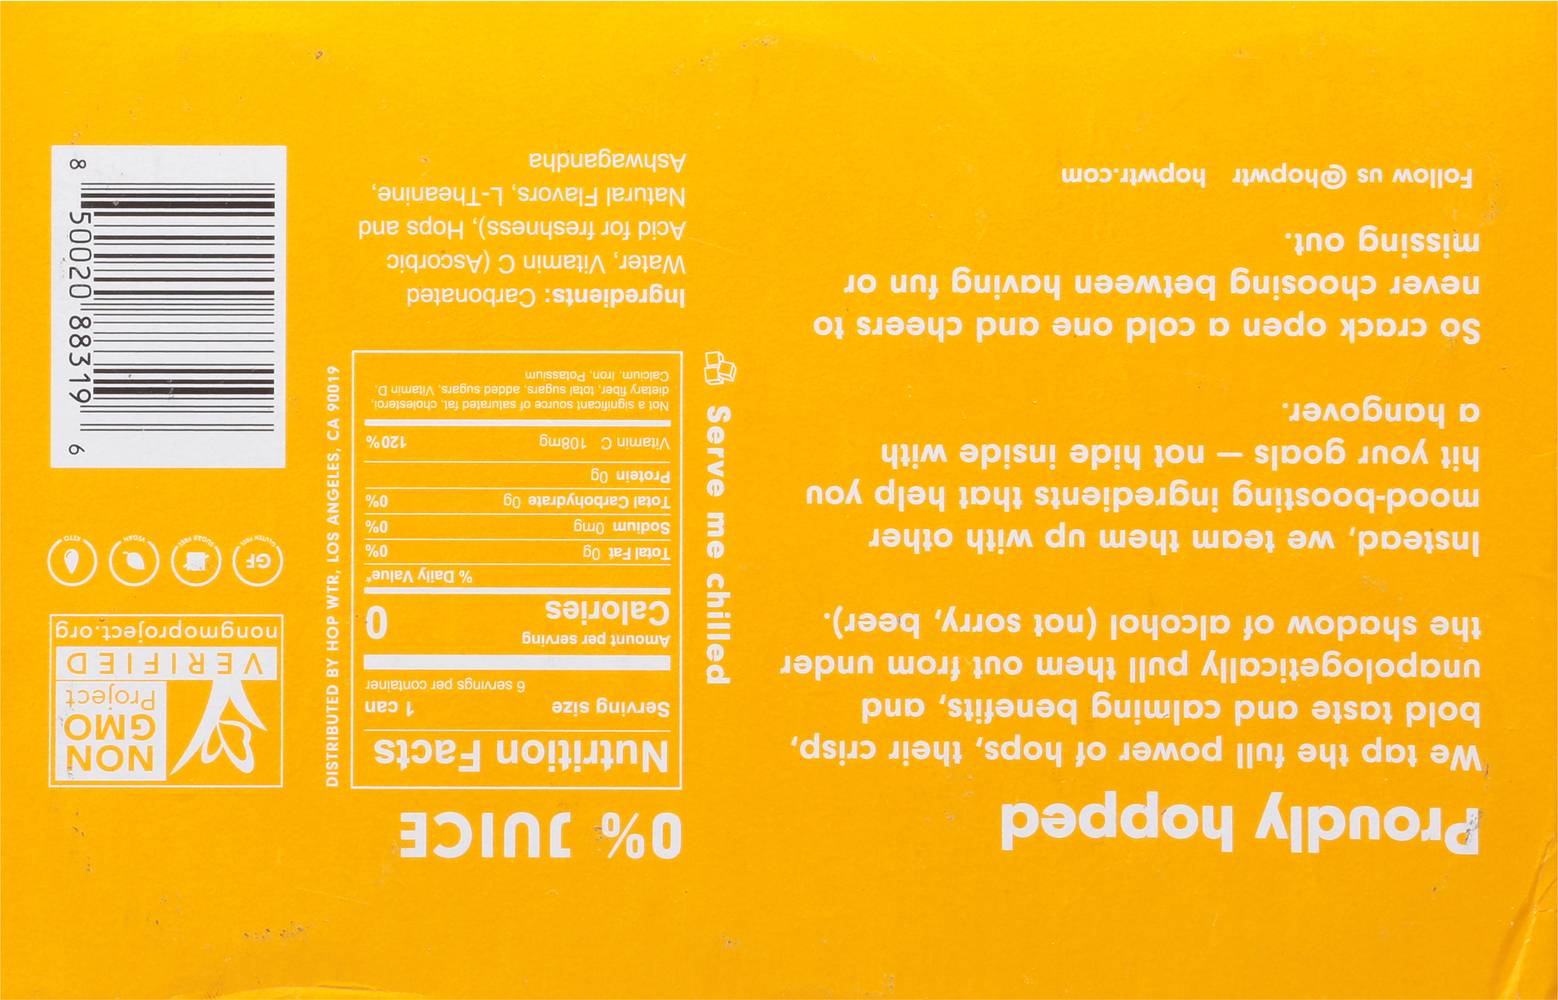 Proudly hopped
We tap the full power of hops, their crisp,
bold taste and calming benefits, and
unapologetically pull them out from under
the shadow of alcohol (not sorry, beer).
Instead, we team them up with other
mood-boosting ingredients that help you
hit your goals – not hide inside with
a hangover.
So crack open a cold one and cheers to
never choosing between having fun or
missing out.
Follow us @hopwtr hopwtr.com
Serve me chilled
0% JUICE
Nutrition Facts
Serving size 1 can
6 servings per container
Amount per serving
Calories 0
% Daily Value*
Total Fat 0g 0%
Sodium 0mg 0%
Total Carbohydrate 0g 0%
Protein 0g
Vitamin C 108mg 120%
Not a significant source of saturated fat, cholesterol,
dietary fiber, total sugars, added sugars, Vitamin D,
Calcium, Iron, Potassium
Ingredients: Carbonated
Water, Vitamin C (Ascorbic
Acid for freshness), Hops and
Natural Flavors, L-Theanine,
Ashwagandha
DISTRIBUTED BY HOP WTR, LOS ANGELES, CA 90019
NON
GMO
Project
VERIFIED
nongmoproject.org
GF
GLUTEN FREE
SUGAR FREE
VEGAN
KETO
8 50020 88319 6